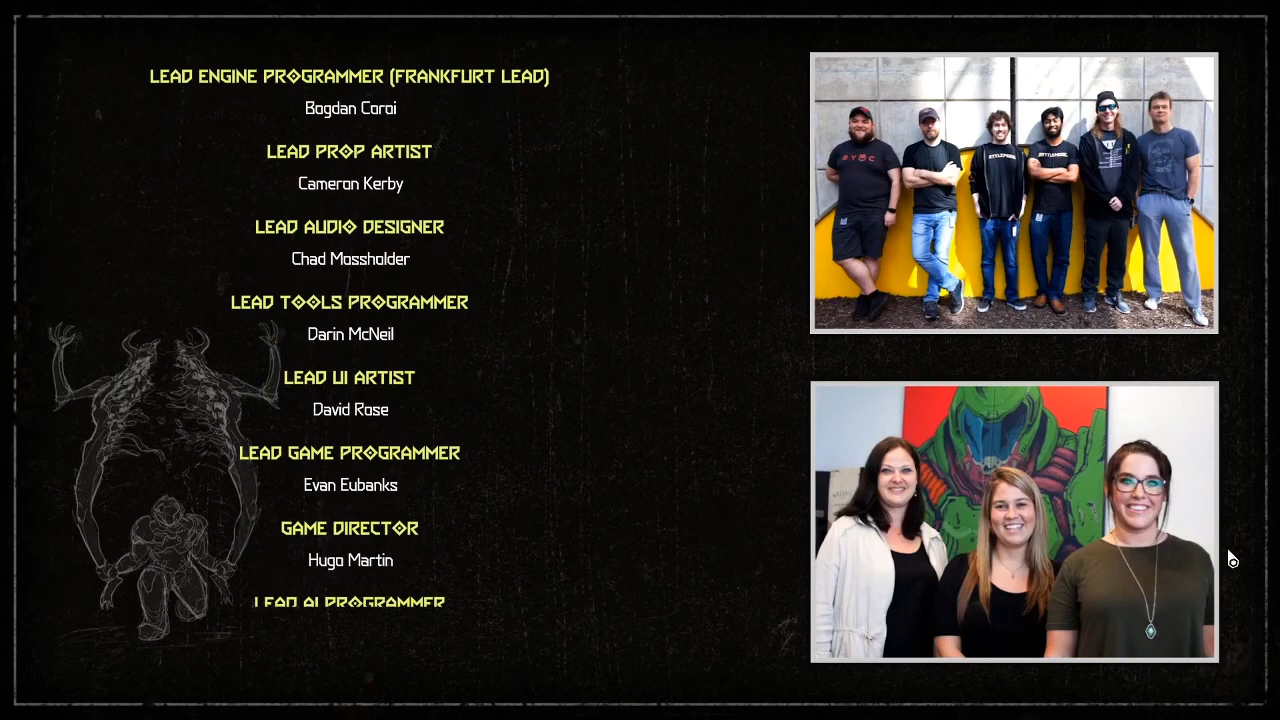 LEAD ENGINE PROGRAMMER (FRANKFURT LEAD)
Bogdan Coroi
LEAD PROP ARTIST
Cameron Kerby
LEAD AUDIO DESIGNER
Chad Mossholder
LEAD TOOLS PROGRAMMER
Darin McNeil
LEAD UI ARTIST
David Rose
LEAD GAME PROGRAMMER
Evan Eubanks
GAME DIRECTOR
Hugo Martin
LEAD AI PROGRAMMER